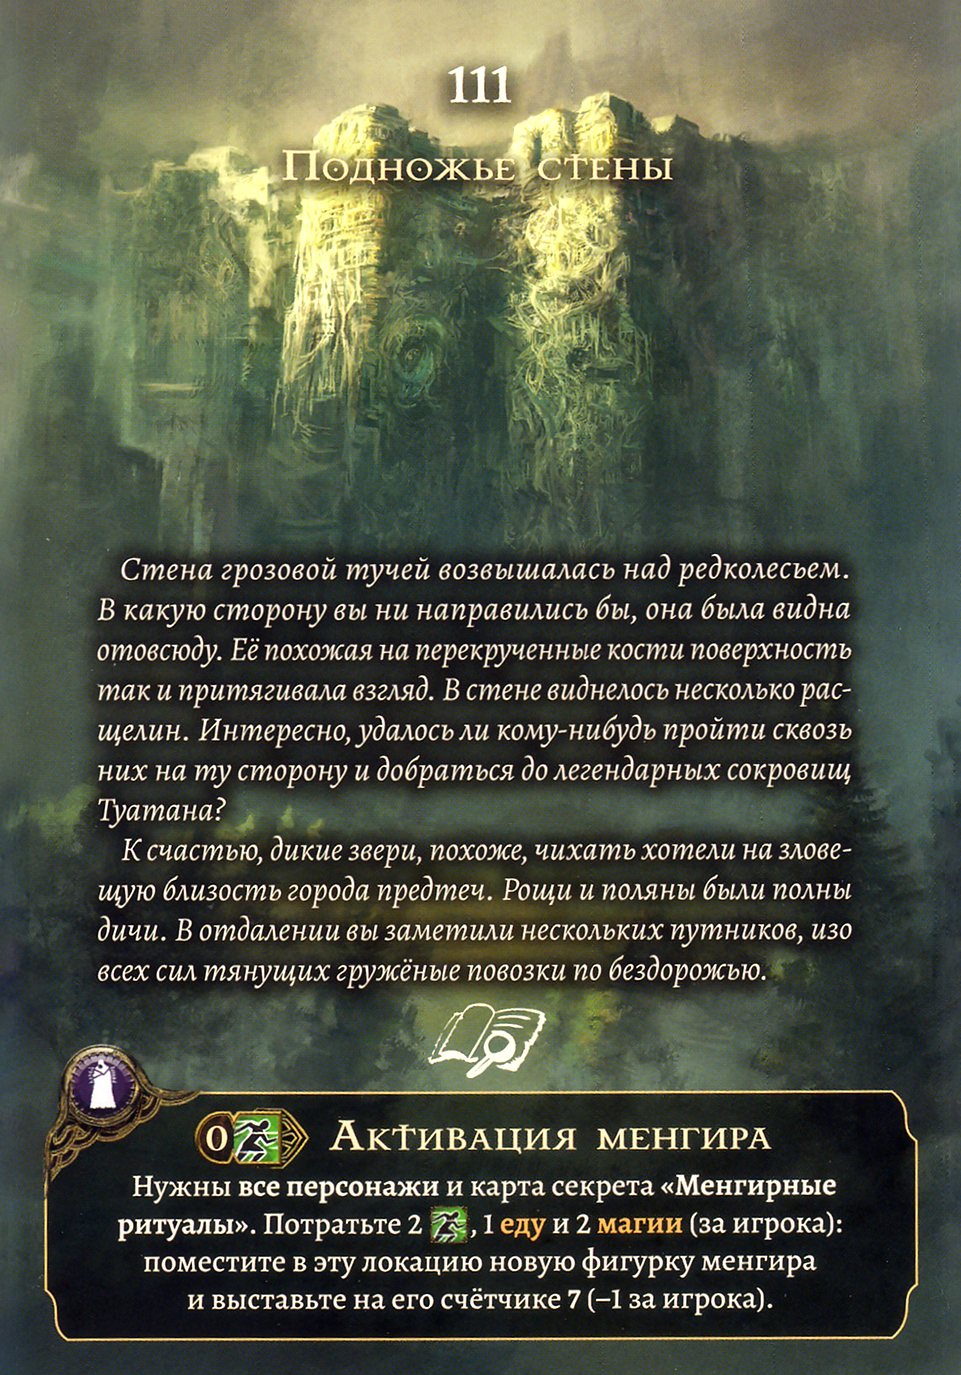 111
Подножье стены
Стена грозовой тучей возвышалась над редколесьем.
В какую сторону вы ни направились бы, она была видна
отовсюду. Её похожая на перекрученные кости поверхность
так и притягивала взгляд. В стене виднелось несколько рас-
щелин. Интересно, удалось ли кому-нибудь пройти сквозь
них на ту сторону и добраться до легендарных сокровищ
Туатана?
К счастью, дикие звери, похоже, чихать хотели на злове-
щую близость города предтеч. Рощи и поляны были полны
дичи. В отдалении вы заметили нескольких путников, изо
всех сил тянущих гружёные повозки по бездорожью.
0 Активация менгира
Нужны все персонажи и карта секрета «Менгирные
ритуалы». Потратьте 2 , 1 еду и 2 магии (за игрока):
поместите в эту локацию новую фигурку менгира
и выставьте на его счётчике 7 (–1 за игрока).